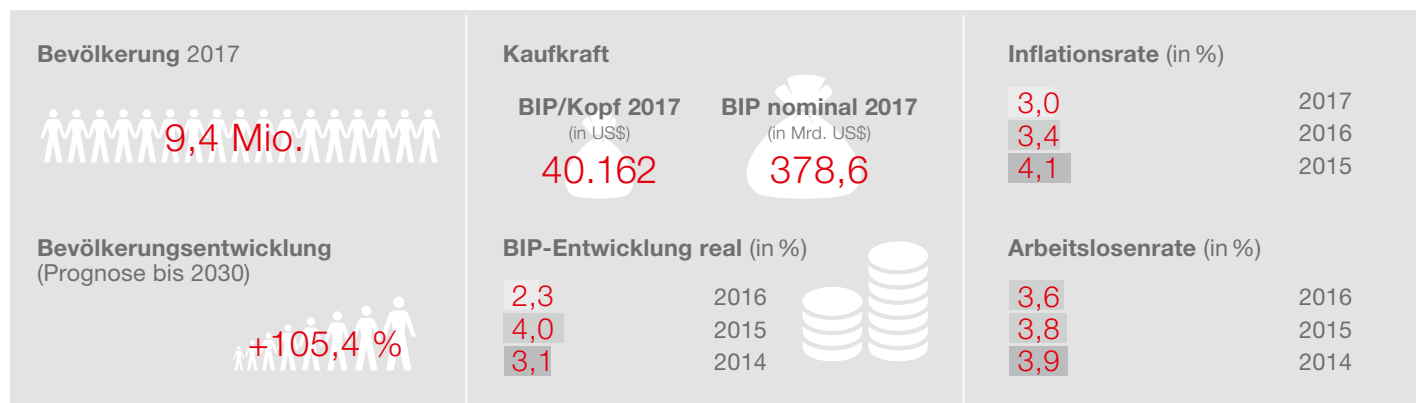 Bevölkerung 2017
9,4 Mio.
Bevölkerungsentwicklung
(Prognose bis 2030)
+105,4 %
Kaufkraft
BIP/Kopf 2017
(in US$)
40.162
BIP nominal 2017
(in Mrd. US$)
378,6
BIP-Entwicklung real (in %)
2,3 2016
4,0 2015
3,1 2014
Inflationsrate (in %)
3,0 2017
3,4 2016
4,1 2015
Arbeitslosenrate (in %)
3,6 2016
3,8 2015
3,9 2014